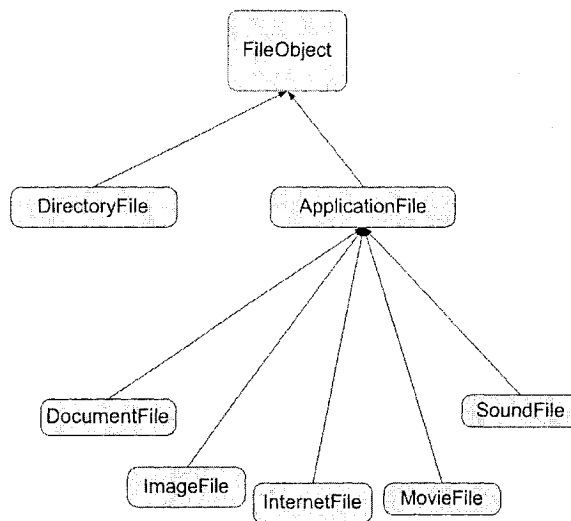 FileObject
DirectoryFile
ApplicationFile
DocumentFile
SoundFile
ImageFile
InternetFile
MovieFile